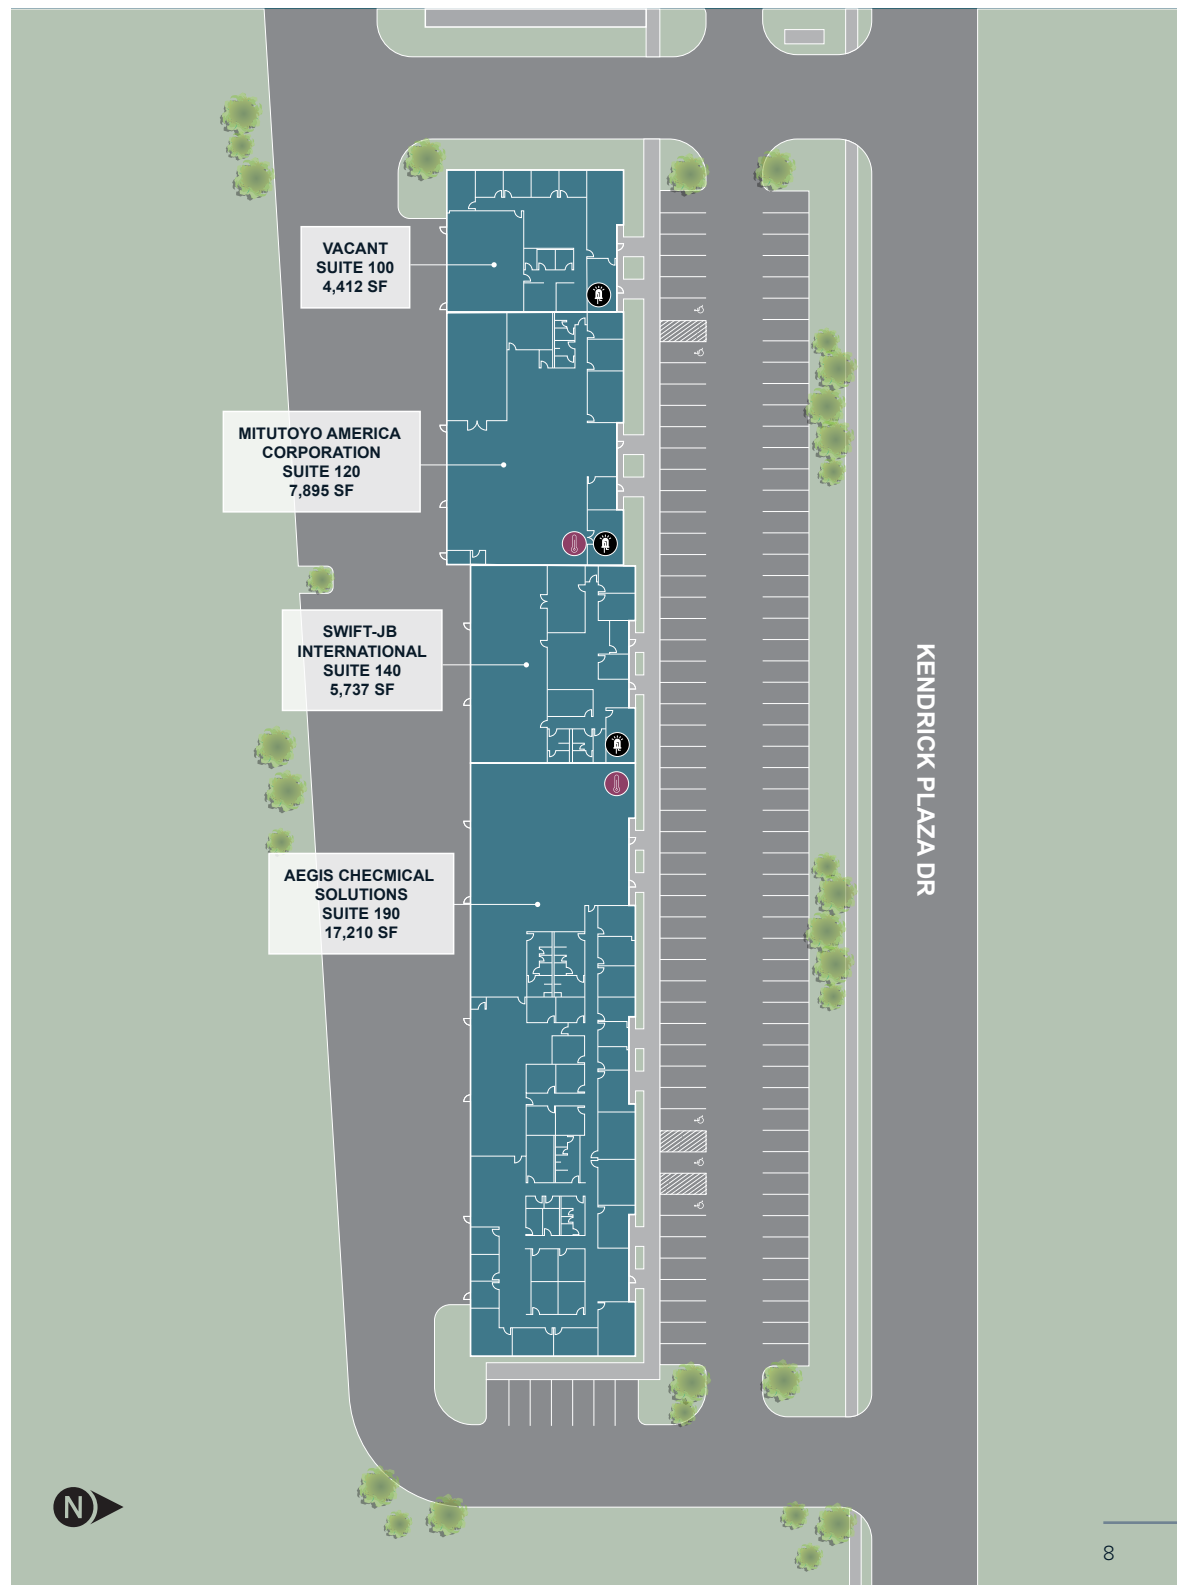 VACANT
SUITE 100
4,412 SF
MITUTOYO AMERICA
CORPORATION
SUITE 120
7,895 SF
SWIFT-JB
INTERNATIONAL
SUITE 140
5,737 SF
AEGIS CHECMICAL
SOLUTIONS
SUITE 190
17,210 SF
KENDRICK PLAZA DR
N
8